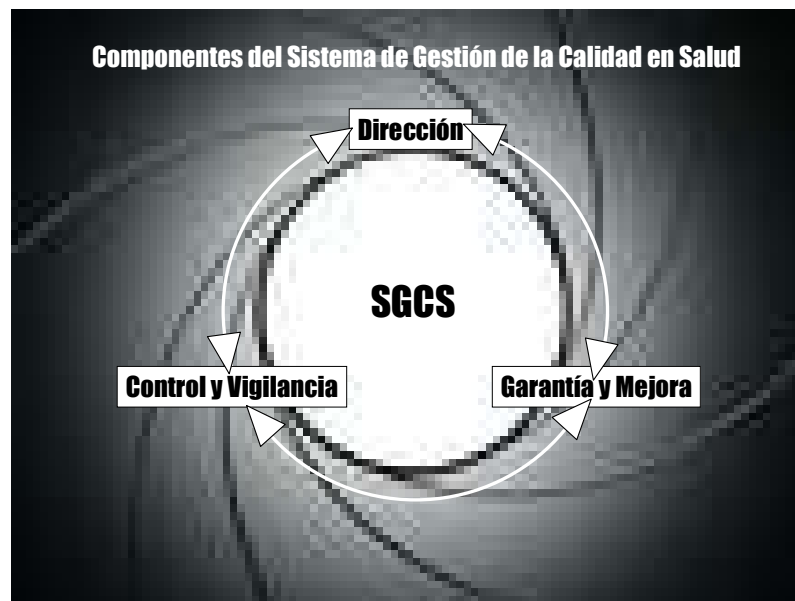 Componentes del Sistema de Gestión de la Calidad en Salud
Dirección
SGCS
Control y Vigilancia
Garantía y Mejora